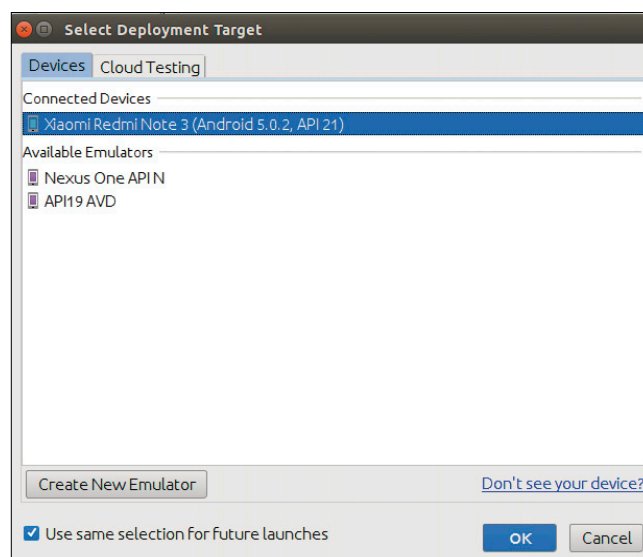 Select Deployment Target
Devices Cloud Testing
Connected Devices
Xiaomi Redmi Note 3 (Android 5.0.2, API 21)
Available Emulators
Nexus One API N
API19 AVD
Create New Emulator Don't see your device?
Use same selection for future launches
OK Cancel